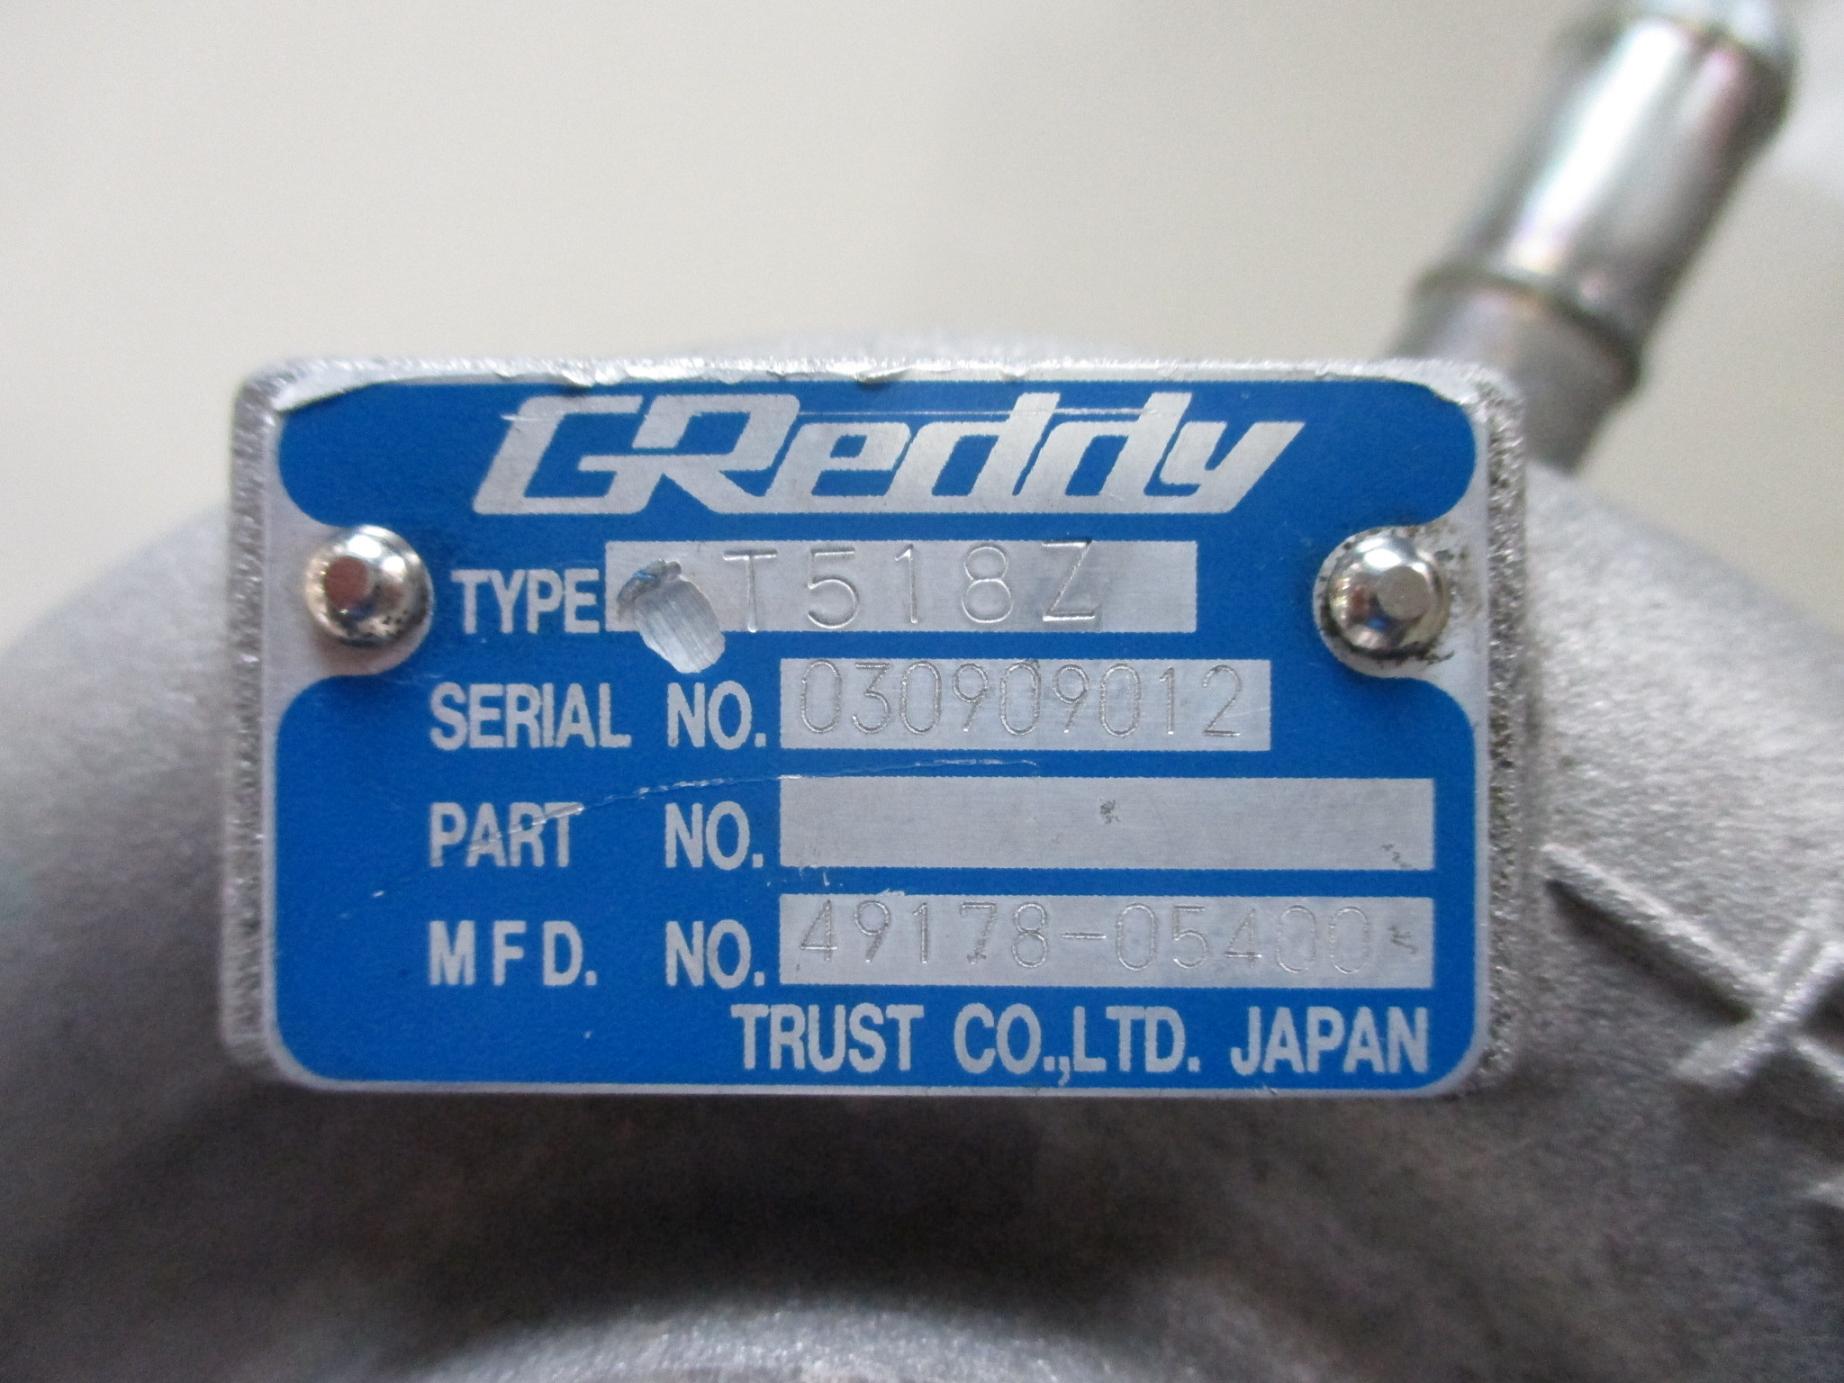 GReddy
TYPE T518Z
SERIAL NO. 030909012
PART NO.
MFD. NO. 49178-05400
TRUST CO.,LTD. JAPAN